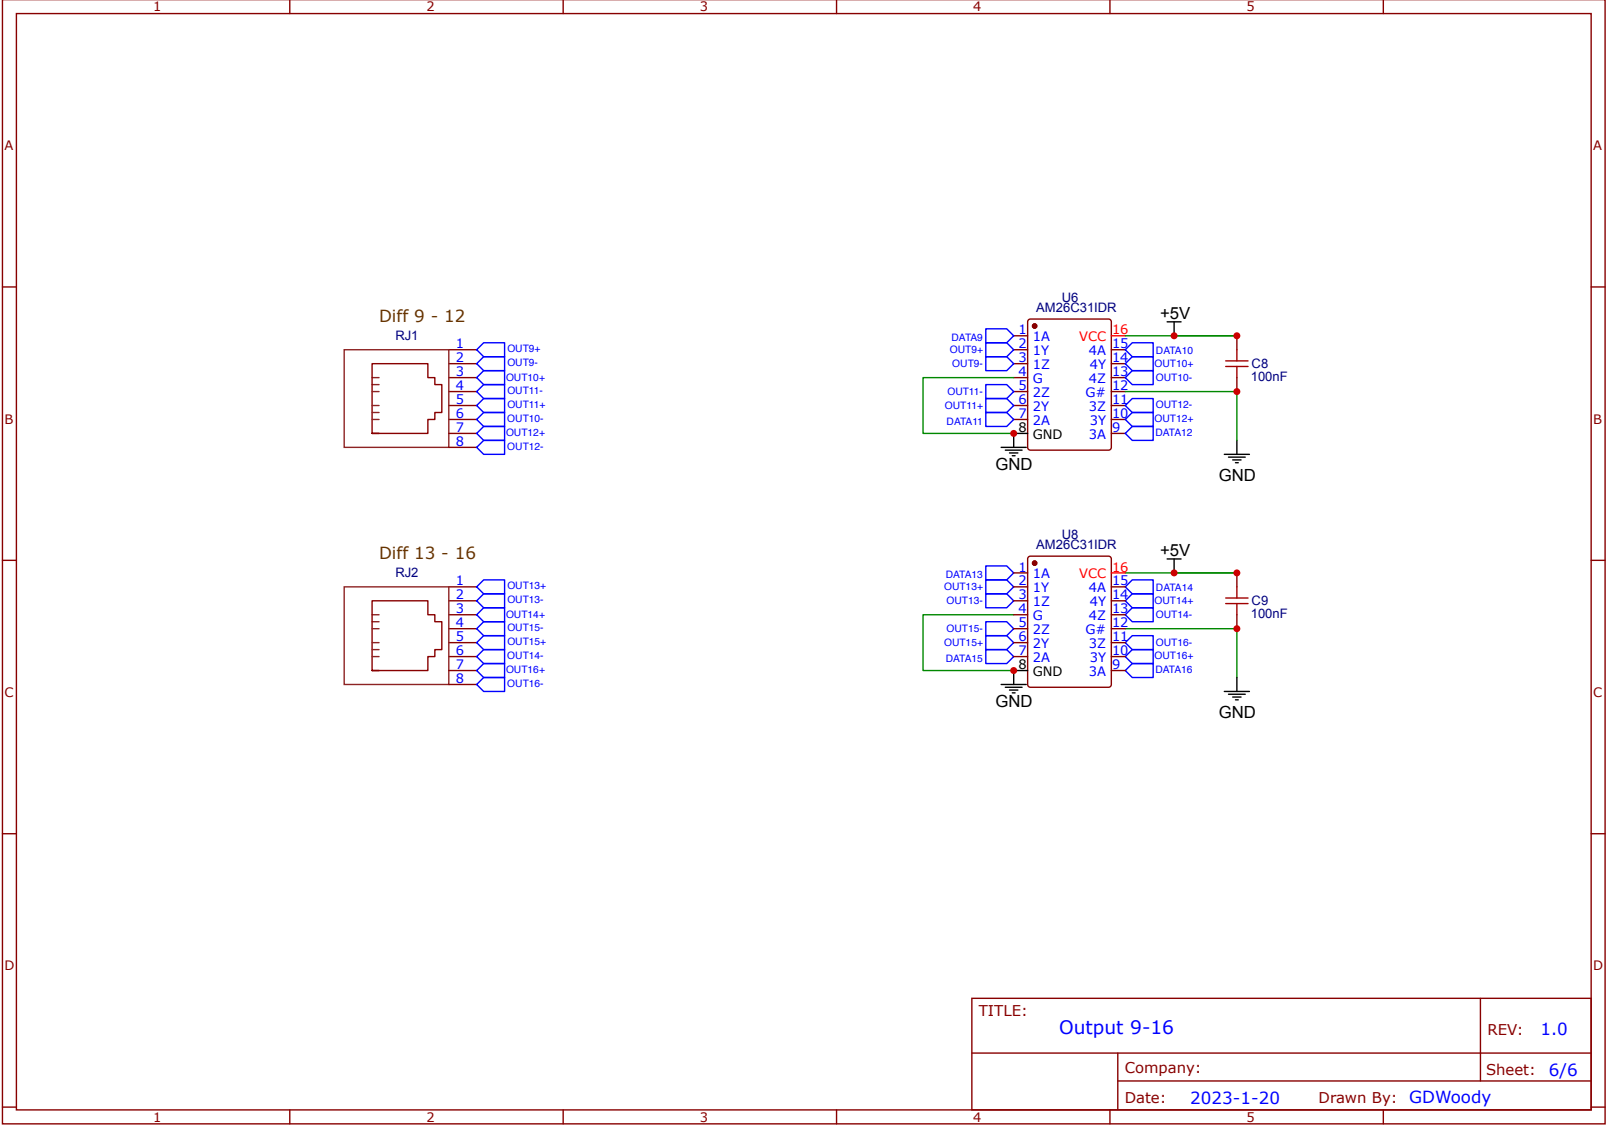 1 2 3 4 5
A A
B B
C C
D D
Diff 9 - 12
RJ1
1 OUT9+
2 OUT9-
3 OUT10+
4 OUT11-
5 OUT11+
6 OUT10-
7 OUT12+
8 OUT12-
U6
AM26C31IDR
+5V
DATA9 1 1A VCC 16
OUT9+ 2 1Y 4A 15 DATA10
OUT9- 3 1Z 4Y 14 OUT10+
4 G 4Z 13 OUT10-
OUT11- 5 2Z G# 12
OUT11+ 6 2Y 3Z 11 OUT12-
DATA11 7 2A 3Y 10 OUT12+
8 GND 3A 9 DATA12
C8
100nF
GND
GND
Diff 13 - 16
RJ2
1 OUT13+
2 OUT13-
3 OUT14+
4 OUT15-
5 OUT15+
6 OUT14-
7 OUT16+
8 OUT16-
U8
AM26C31IDR
+5V
DATA13 1 1A VCC 16
OUT13+ 2 1Y 4A 15 DATA14
OUT13- 3 1Z 4Y 14 OUT14+
4 G 4Z 13 OUT14-
OUT15- 5 2Z G# 12
OUT15+ 6 2Y 3Z 11 OUT16-
DATA15 7 2A 3Y 10 OUT16+
8 GND 3A 9 DATA16
C9
100nF
GND
GND
TITLE:
Output 9-16
REV: 1.0
Company:
Sheet: 6/6
Date: 2023-1-20 Drawn By: GDWoody
1 2 3 4 5